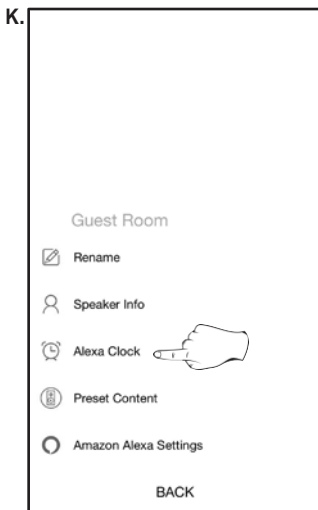 K.
Guest Room
Rename
Speaker Info
Alexa Clock
Preset Content
Amazon Alexa Settings
BACK